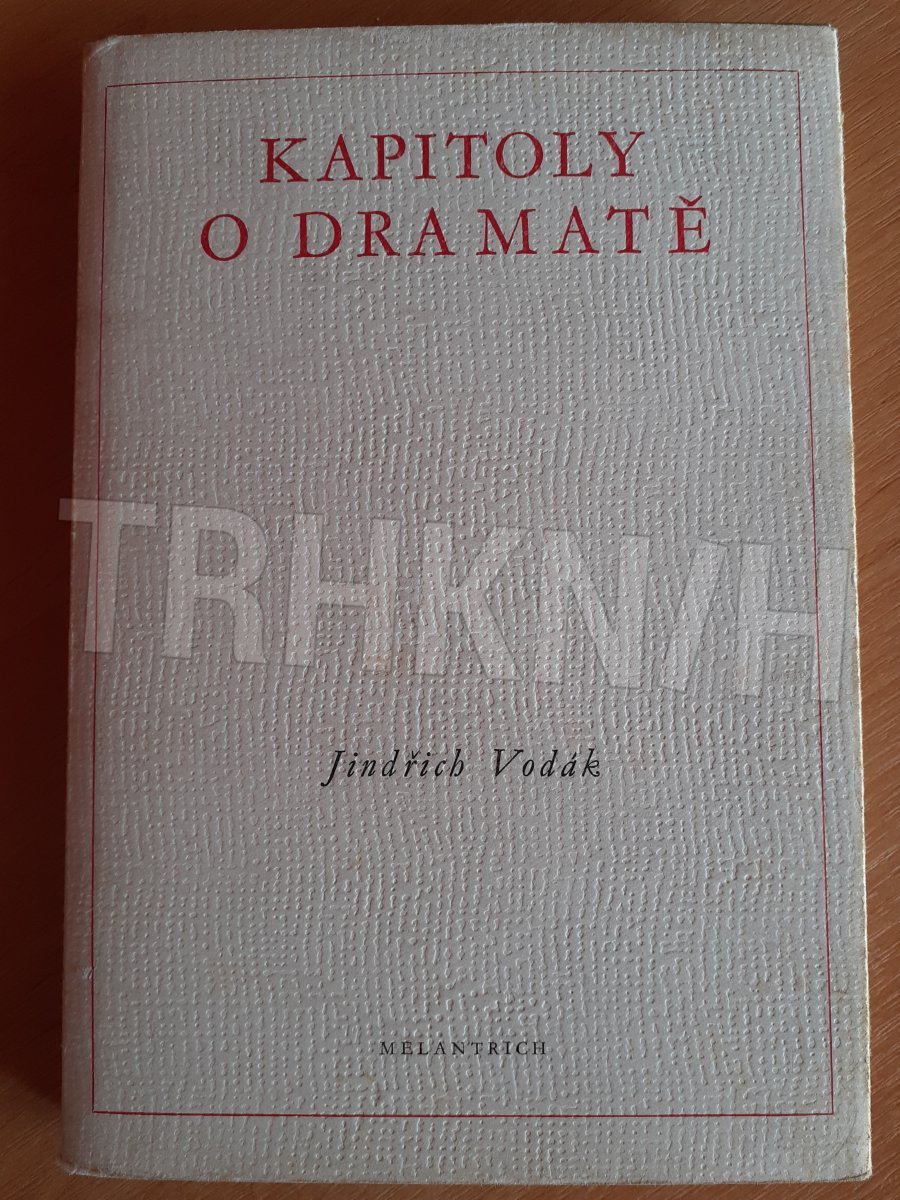 KAPITOLY
O DRAMATĚ
TRHKNIH
Jindřich Vodák
MELANTRICH